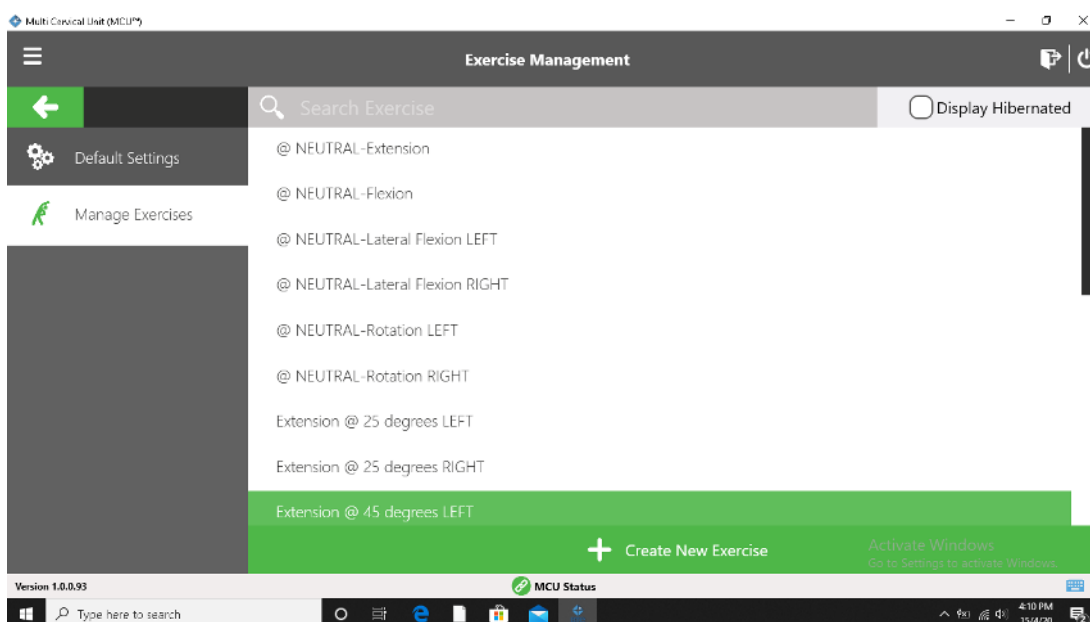 Multi Cervical Unit (MCU™)
Exercise Management
Search Exercise
Display Hibernated
Default Settings
Manage Exercises
@ NEUTRAL-Extension
@ NEUTRAL-Flexion
@ NEUTRAL-Lateral Flexion LEFT
@ NEUTRAL-Lateral Flexion RIGHT
@ NEUTRAL-Rotation LEFT
@ NEUTRAL-Rotation RIGHT
Extension @ 25 degrees LEFT
Extension @ 25 degrees RIGHT
Extension @ 45 degrees LEFT
Create New Exercise
Activate Windows
Go to Settings to activate Windows.
Version 1.0.0.93
MCU Status
Type here to search
4:10 PM
15/4/20